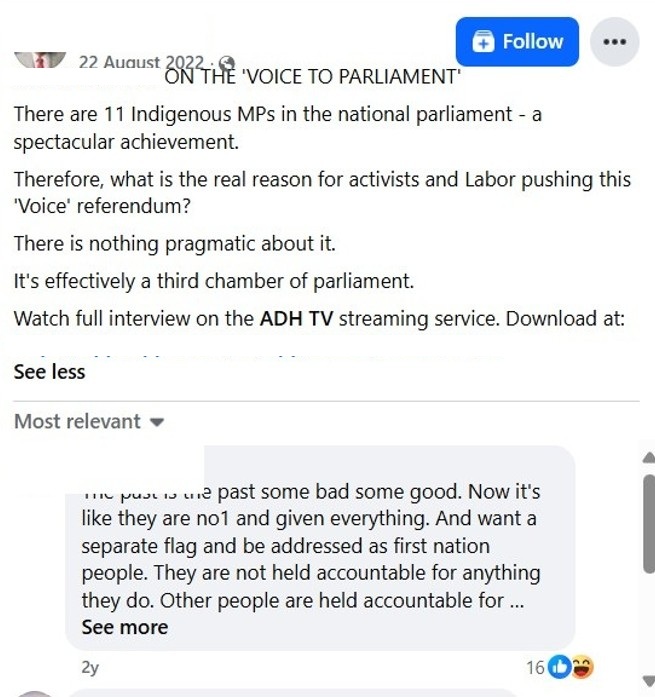 Follow
22 August 2022
ON THE 'VOICE TO PARLIAMENT'
There are 11 Indigenous MPs in the national parliament - a
spectacular achievement.
Therefore, what is the real reason for activists and Labor pushing this
'Voice' referendum?
There is nothing pragmatic about it.
It's effectively a third chamber of parliament.
Watch full interview on the ADH TV streaming service. Download at:
See less
Most relevant
The past is the past some bad some good. Now it's
like they are no1 and given everything. And want a
separate flag and be addressed as first nation
people. They are not held accountable for anything
they do. Other people are held accountable for ...
See more
2y
16